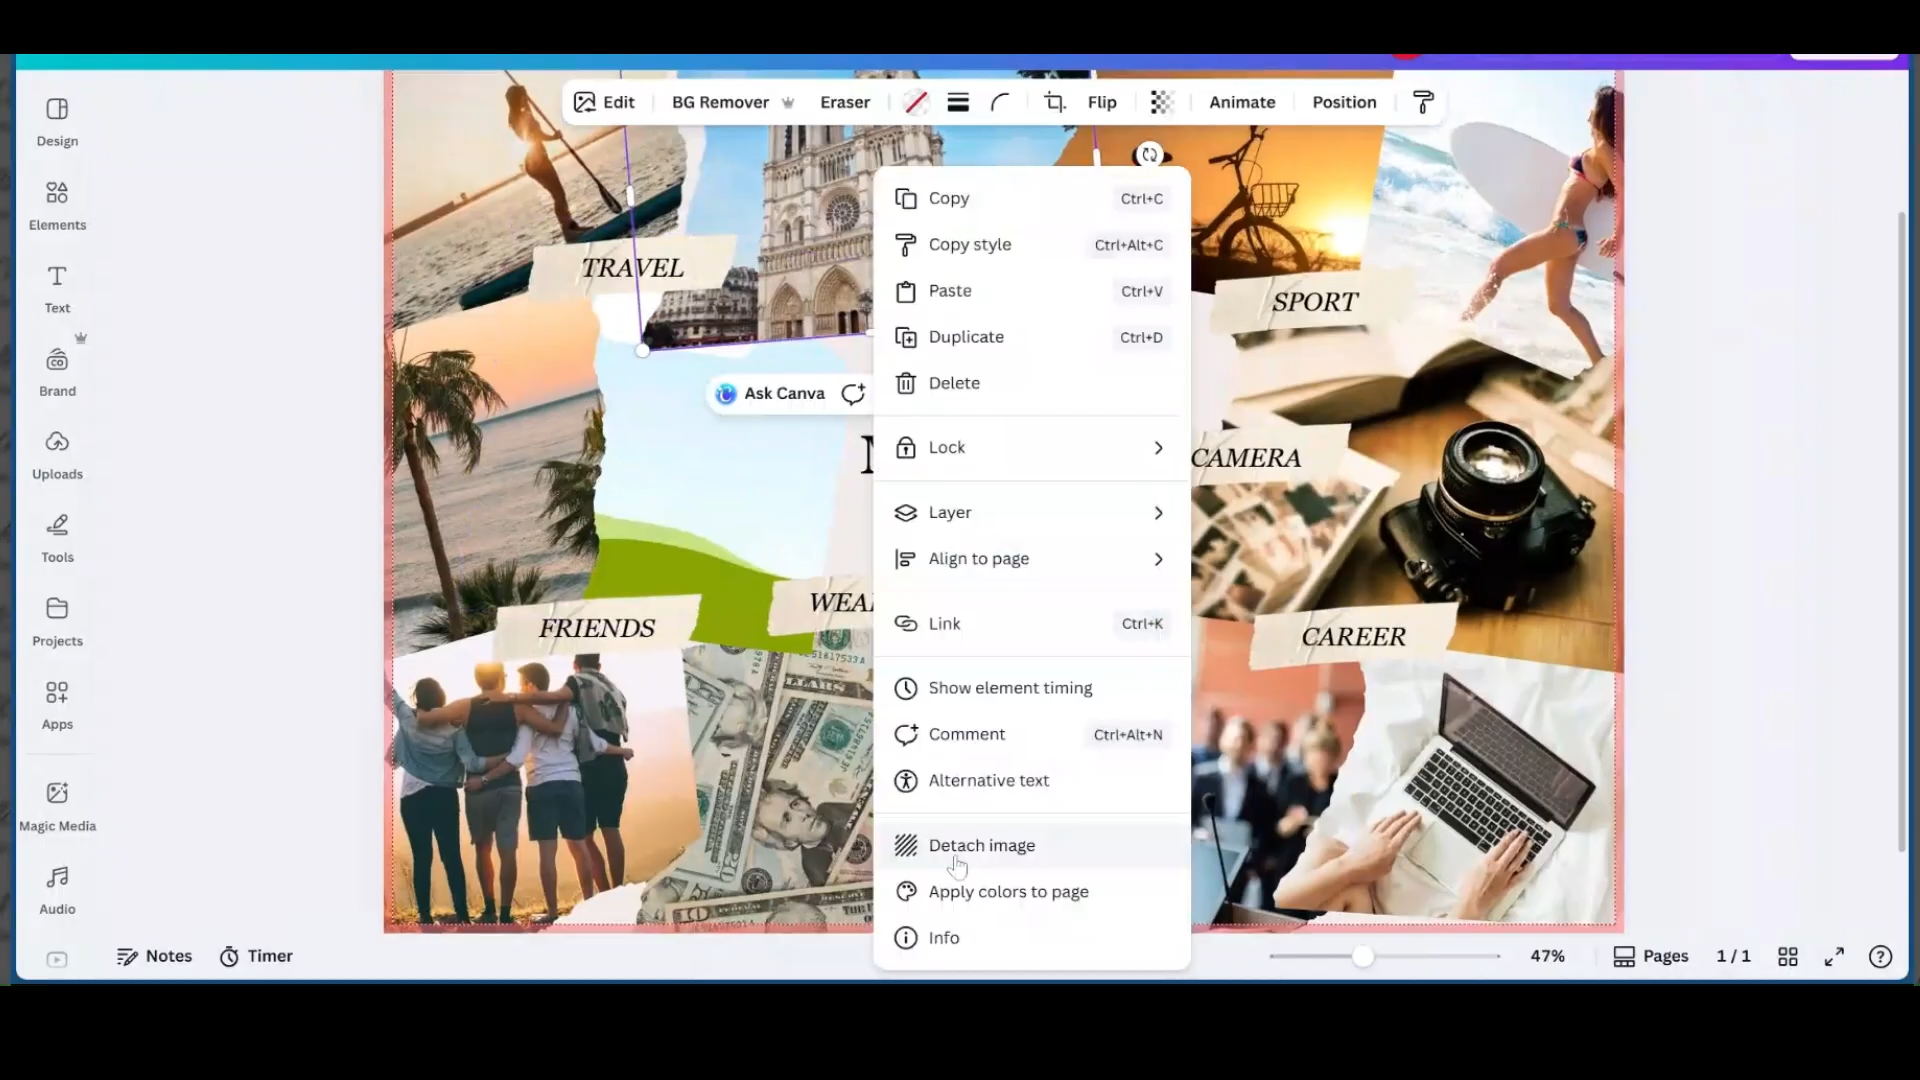 Edit
BG Remover
Eraser
Flip
Animate
Position
Design
Elements
Text
Brand
Uploads
Tools
Projects
Apps
Magic Media
Audio
TRAVEL
SPORT
CAMERA
FRIENDS
WEA
CAREER
Ask Canva
Copy Ctrl+C
Copy style Ctrl+Alt+C
Paste Ctrl+V
Duplicate Ctrl+D
Delete
Lock
Layer
Align to page
Link Ctrl+K
Show element timing
Comment Ctrl+Alt+N
Alternative text
Detach image
Apply colors to page
Info
Notes
Timer
47%
Pages
1 / 1